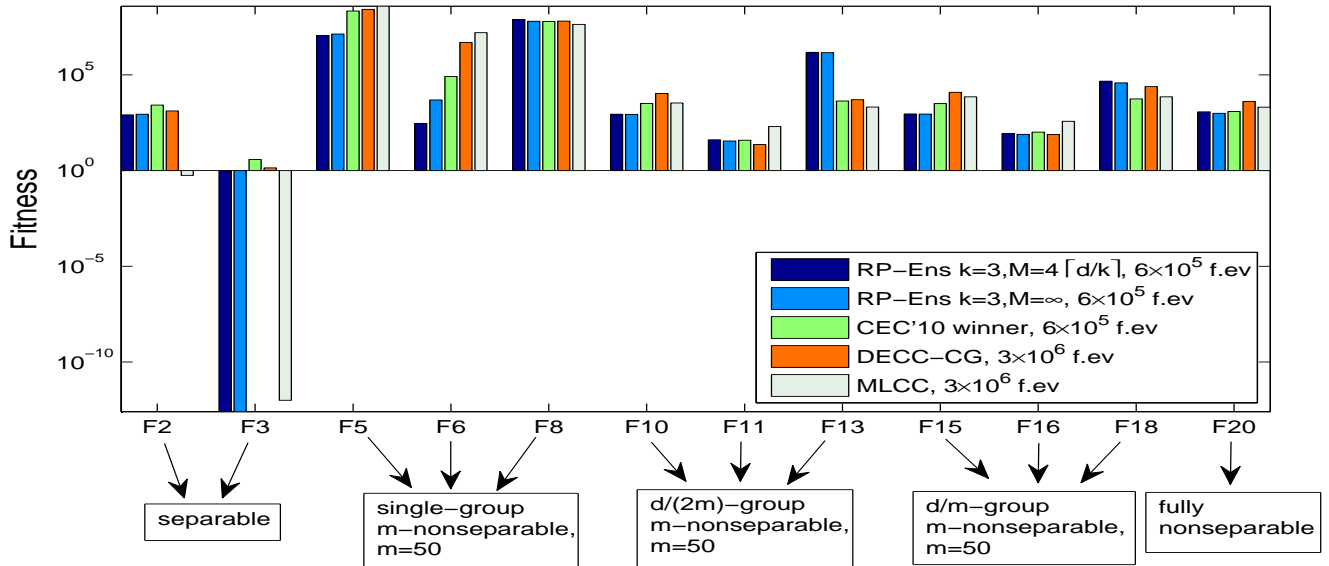 Fitness
10^5
10^0
10^−5
10^−10
RP−Ens k=3,M=4⌈d/k⌉, 6×10^5 f.ev
RP−Ens k=3,M=∞, 6×10^5 f.ev
CEC'10 winner, 6×10^5 f.ev
DECC−CG, 3×10^6 f.ev
MLCC, 3×10^6 f.ev
F2 F3 F5 F6 F8 F10 F11 F13 F15 F16 F18 F20
separable
single−group
m−nonseparable,
m=50
d/(2m)−group
m−nonseparable,
m=50
d/m−group
m−nonseparable,
m=50
fully
nonseparable